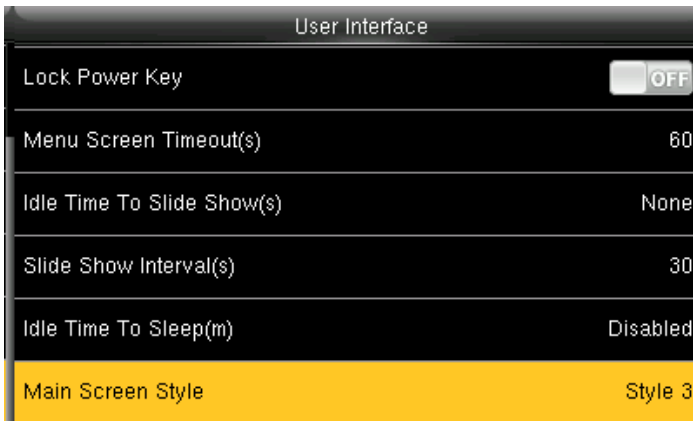 User Interface
Lock Power Key OFF
Menu Screen Timeout(s) 60
Idle Time To Slide Show(s) None
Slide Show Interval(s) 30
Idle Time To Sleep(m) Disabled
Main Screen Style Style 3